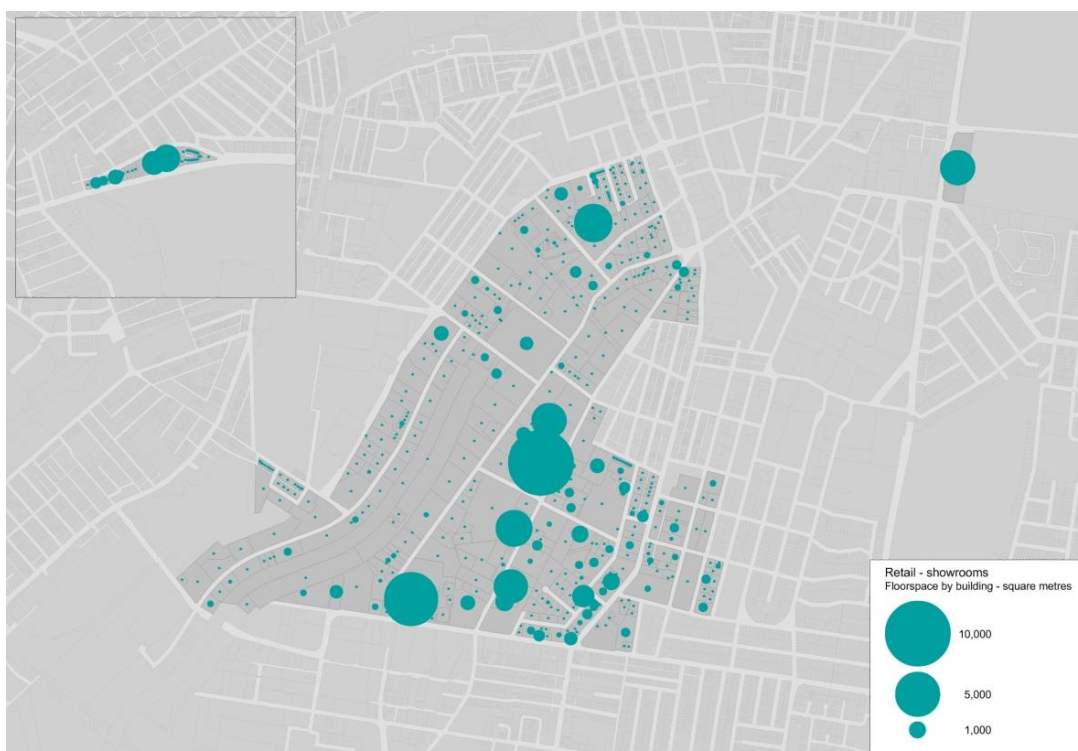 Retail - showrooms
Floorspace by building - square metres
10,000
5,000
1,000